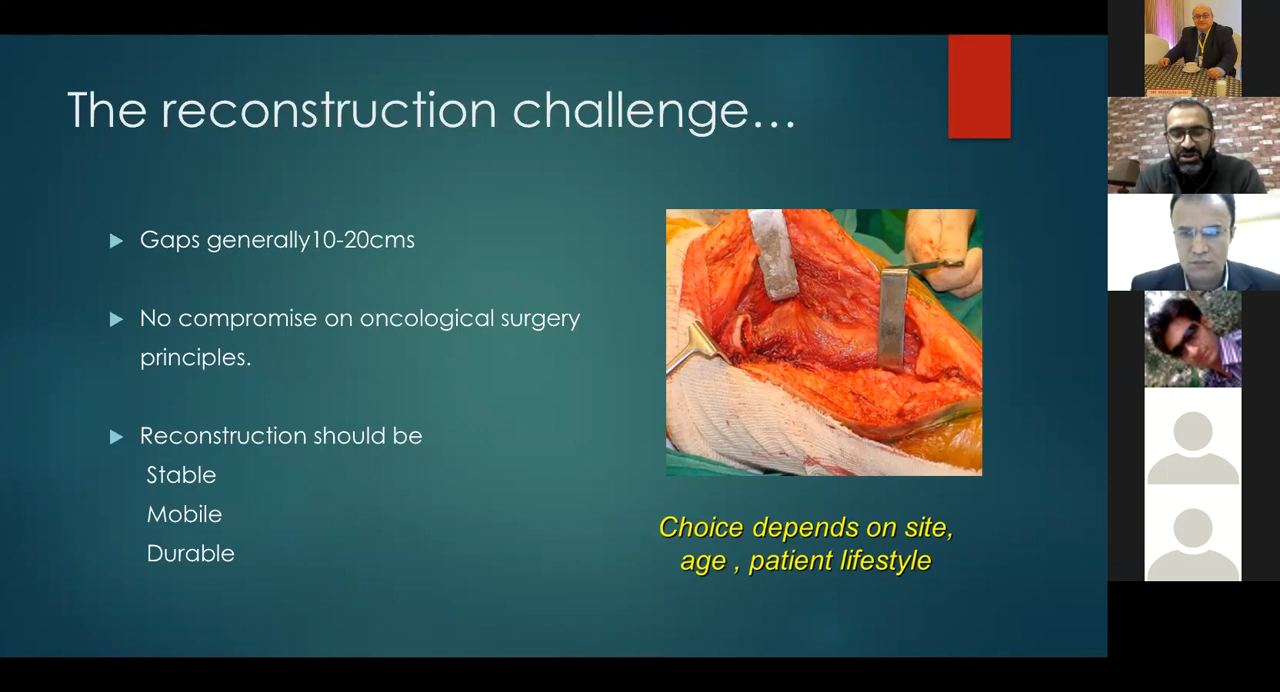 The reconstruction challenge...
Gaps generally10-20cms
No compromise on oncological surgery
principles.
Reconstruction should be
Stable
Mobile
Durable
Choice depends on site,
age , patient lifestyle